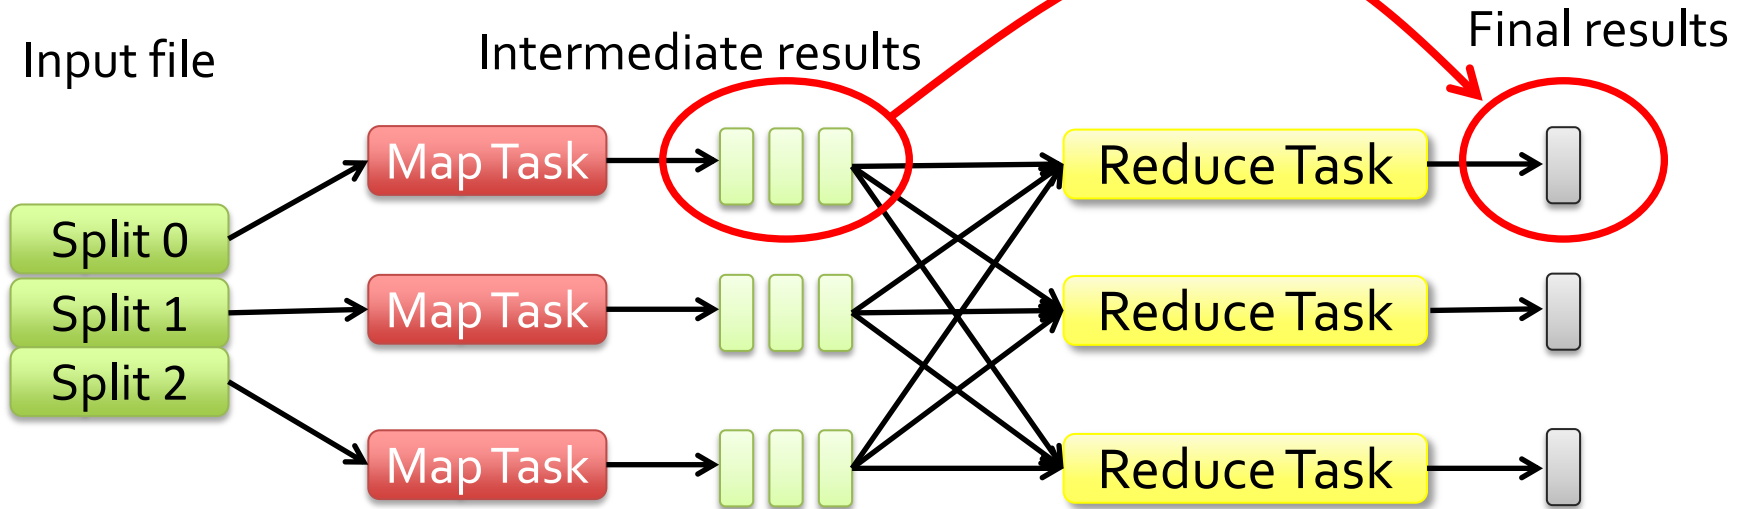 Input file
Intermediate results
Final results
Split 0
Split 1
Split 2
Map Task
Map Task
Map Task
Reduce Task
Reduce Task
Reduce Task